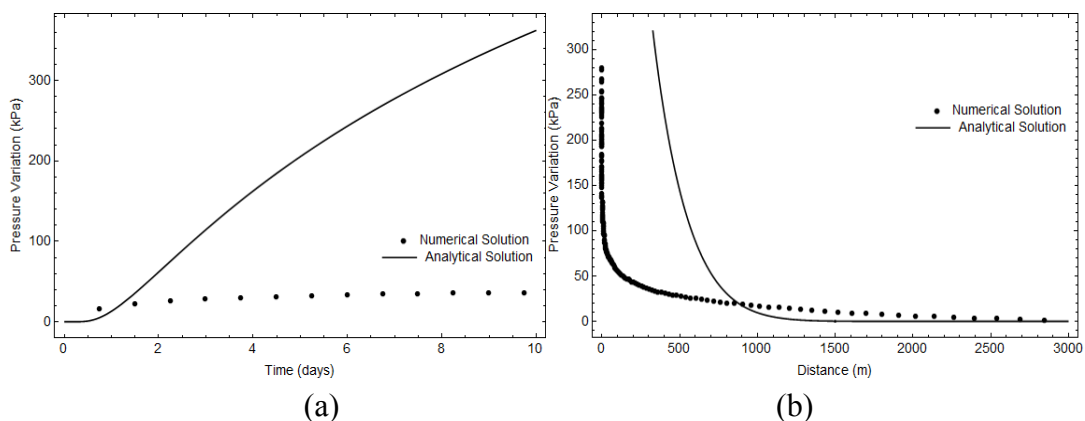 300
200
100
0
Pressure Variation (kPa)
Numerical Solution
Analytical Solution
0
2
4
6
8
10
Time (days)
(a)
300
250
200
150
100
50
0
Pressure Variation (kPa)
Numerical Solution
Analytical Solution
0
500
1000
1500
2000
2500
3000
Distance (m)
(b)